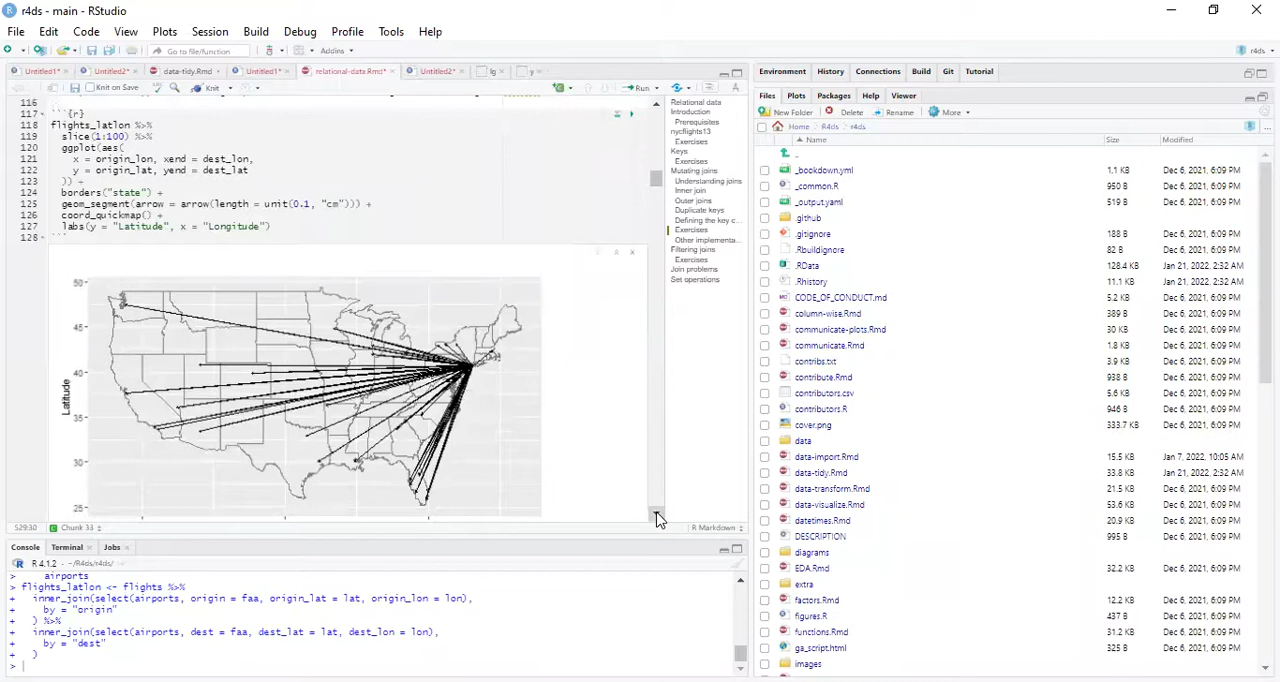 r4ds - main - RStudio
File Edit Code View Plots Session Build Debug Profile Tools Help
Go to file/function Addins r4ds
Untitled1* Untitled2* data-tidy.Rmd Untitled1* relational-data.Rmd* Untitled2* lg y
Knit on Save Knit Run
116
117 ```{r}
118 flights_latlon %>%
119 slice(1:100) %>%
120 ggplot(aes(
121 x = origin_lon, xend = dest_lon,
122 y = origin_lat, yend = dest_lat
123 )) +
124 borders("state") +
125 geom_segment(arrow = arrow(length = unit(0.1, "cm"))) +
126 coord_quickmap() +
127 labs(y = "Latitude", x = "Longitude")
128 ```
50
45
40
35
30
25
Latitude
529:30 Chunk 33 R Markdown
Relational data
Introduction
Prerequisites
nycflights13
Exercises
Keys
Exercises
Mutating joins
Understanding joins
Inner join
Outer joins
Duplicate keys
Defining the key c...
Exercises
Other implementa...
Filtering joins
Exercises
Join problems
Set operations
Console Terminal Jobs
R 4.1.2 · ~/R4ds/r4ds/
> airports
> flights_latlon <- flights %>%
+ inner_join(select(airports, origin = faa, origin_lat = lat, origin_lon = lon),
+ by = "origin"
+ ) %>%
+ inner_join(select(airports, dest = faa, dest_lat = lat, dest_lon = lon),
+ by = "dest"
+ )
>
Environment History Connections Build Git Tutorial
Files Plots Packages Help Viewer
New Folder Delete Rename More
Home R4ds r4ds ...
Name Size Modified
..
_bookdown.yml 1.1 KB Dec 6, 2021, 6:09 PM
_common.R 950 B Dec 6, 2021, 6:09 PM
_output.yaml 519 B Dec 6, 2021, 6:09 PM
.github
.gitignore 188 B Dec 6, 2021, 6:09 PM
.Rbuildignore 82 B Dec 6, 2021, 6:09 PM
.RData 128.4 KB Jan 21, 2022, 2:32 AM
.Rhistory 11.1 KB Jan 21, 2022, 2:32 AM
CODE_OF_CONDUCT.md 5.2 KB Dec 6, 2021, 6:09 PM
column-wise.Rmd 389 B Dec 6, 2021, 6:09 PM
communicate-plots.Rmd 30 KB Dec 6, 2021, 6:09 PM
communicate.Rmd 1.8 KB Dec 6, 2021, 6:09 PM
contribs.txt 3.9 KB Dec 6, 2021, 6:09 PM
contribute.Rmd 938 B Dec 6, 2021, 6:09 PM
contributors.csv 5.6 KB Dec 6, 2021, 6:09 PM
contributors.R 946 B Dec 6, 2021, 6:09 PM
cover.png 333.7 KB Dec 6, 2021, 6:09 PM
data
data-import.Rmd 15.5 KB Jan 7, 2022, 10:05 AM
data-tidy.Rmd 33.8 KB Jan 21, 2022, 2:32 AM
data-transform.Rmd 21.5 KB Dec 6, 2021, 6:09 PM
data-visualize.Rmd 53.6 KB Dec 6, 2021, 6:09 PM
datetimes.Rmd 20.9 KB Dec 6, 2021, 6:09 PM
DESCRIPTION 995 B Dec 6, 2021, 6:09 PM
diagrams
EDA.Rmd 32.2 KB Dec 6, 2021, 6:09 PM
extra
factors.Rmd 12.2 KB Dec 6, 2021, 6:09 PM
figures.R 437 B Dec 6, 2021, 6:09 PM
functions.Rmd 31.2 KB Dec 6, 2021, 6:09 PM
ga_script.html 325 B Dec 6, 2021, 6:09 PM
images